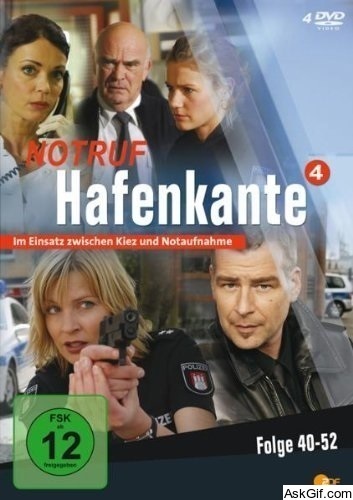 4 DVD
VIDEO
NOTRUF
Hafenkante 4
Im Einsatz zwischen Kiez und Notaufnahme
POLIZEI
FSK
ab
12
freigegeben
Folge 40-52
ZDF
AskGif.com